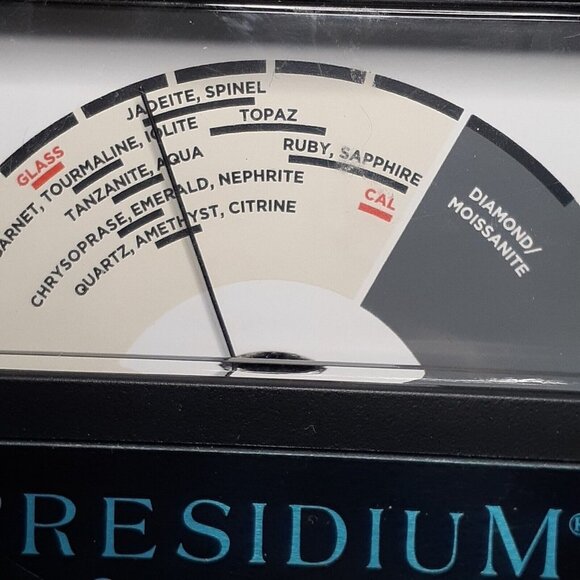 JADEITE, SPINEL
TOPAZ
GLASS
GARNET, TOURMALINE, IOLITE
RUBY, SAPPHIRE
TANZANITE, AQUA
CAL
CHRYSOPRASE, EMERALD, NEPHRITE
QUARTZ, AMETHYST, CITRINE
DIAMOND/
MOISSANITE
PRESIDIUM®